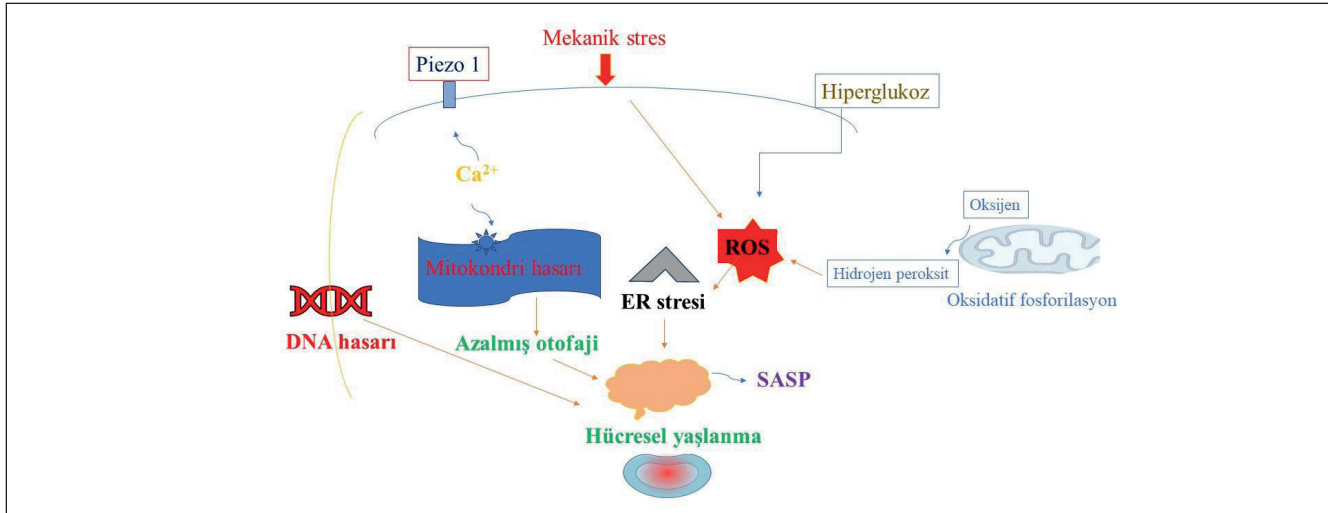 Mekanik stres
Piezo 1
Hiperglukoz
Ca²⁺
Oksijen
ROS
Mitokondri hasarı
Hidrojen peroksit
ER stresi
Oksidatif fosforilasyon
DNA hasarı
Azalmış otofaji
SASP
Hücresel yaşlanma